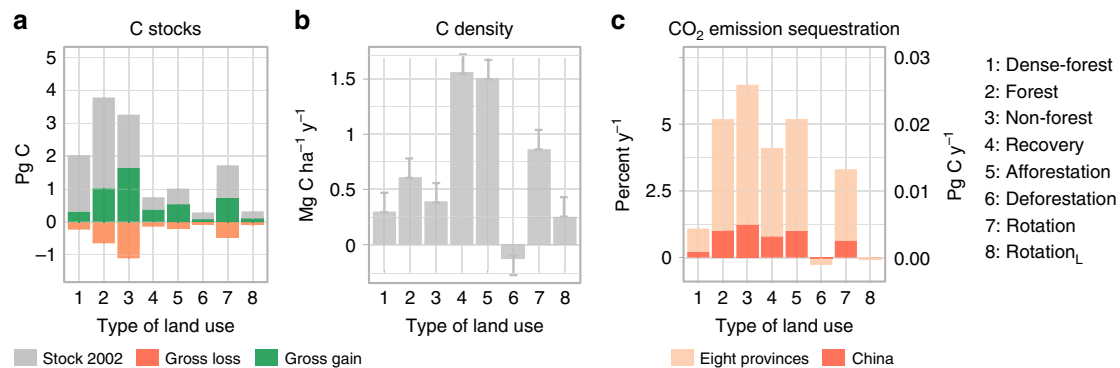 a
C stocks
5
4
3
2
1
0
−1
Pg C
1 2 3 4 5 6 7 8
Type of land use
Stock 2002 Gross loss Gross gain
b
C density
1.5
1
0.5
0
Mg C ha⁻¹ y⁻¹
1 2 3 4 5 6 7 8
Type of land use
c
CO₂ emission sequestration
5
2.5
0
Percent y⁻¹
0.03
0.02
0.01
0.00
Pg C y⁻¹
1 2 3 4 5 6 7 8
Type of land use
Eight provinces China
1: Dense-forest
2: Forest
3: Non-forest
4: Recovery
5: Afforestation
6: Deforestation
7: Rotation
8: Rotation_L